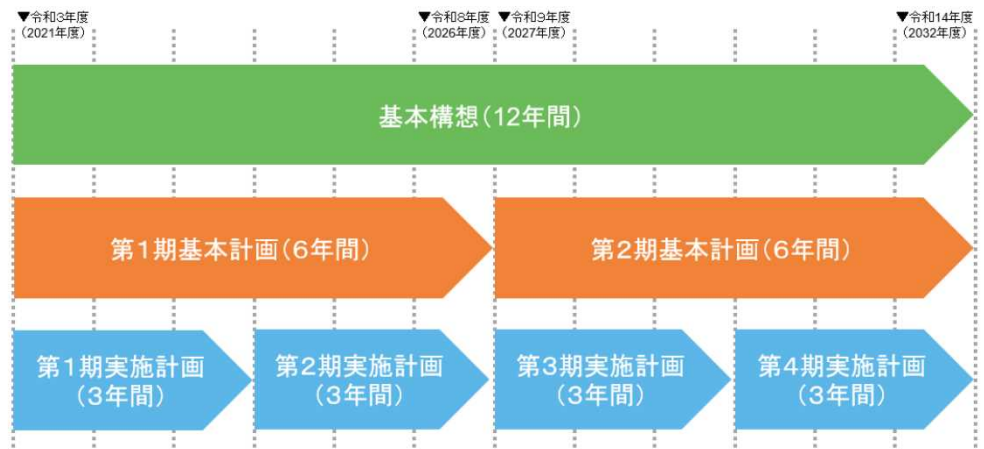 ▼令和3年度 ▼令和8年度 ▼令和9年度 ▼令和14年度
（2021年度） （2026年度） （2027年度） （2032年度）
基本構想（12年間）
第1期基本計画（6年間） 第2期基本計画（6年間）
第1期実施計画 第2期実施計画 第3期実施計画 第4期実施計画
（3年間） （3年間） （3年間） （3年間）